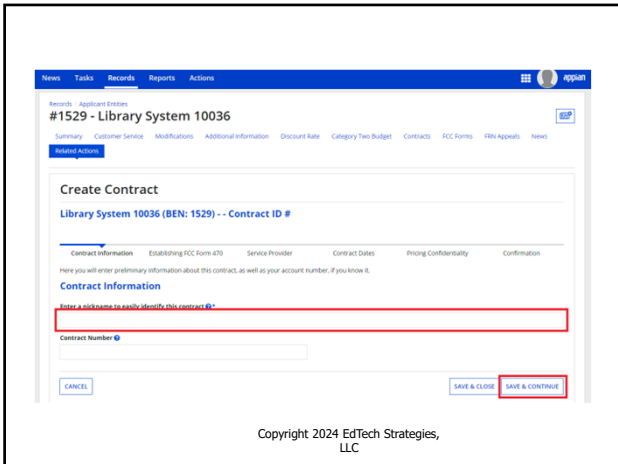 News Tasks Records Reports Actions appian
Records / Applicant Entities
#1529 - Library System 10036
Summary Customer Service Modifications Additional Information Discount Rate Category Two Budget Contracts FCC Forms FRN Appeals News
Related Actions
Create Contract
Library System 10036 (BEN: 1529) - - Contract ID #
Contract Information Establishing FCC Form 470 Service Provider Contract Dates Pricing Confidentiality Confirmation
Here you will enter preliminary information about this contract, as well as your account number, if you know it.
Contract Information
Enter a nickname to easily identify this contract ?*
Contract Number ?
CANCEL SAVE & CLOSE SAVE & CONTINUE
Copyright 2024 EdTech Strategies,
LLC